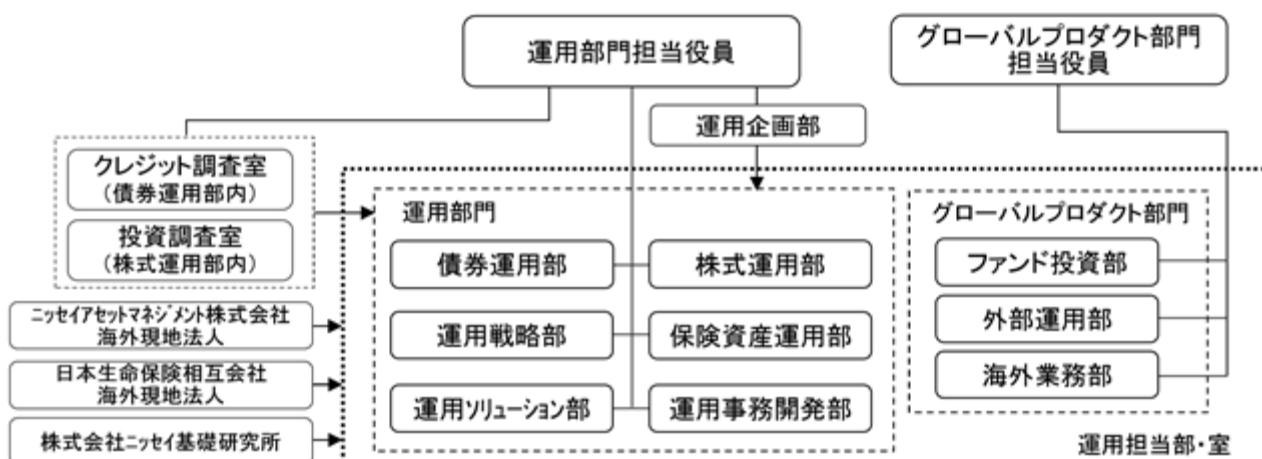 運用部門担当役員
グローバルプロダクト部門
担当役員
運用企画部
クレジット調査室
（債券運用部内）
投資調査室
（株式運用部内）
ニッセイアセットマネジメント株式会社
海外現地法人
日本生命保険相互会社
海外現地法人
株式会社ニッセイ基礎研究所
運用部門
債券運用部
株式運用部
運用戦略部
保険資産運用部
運用ソリューション部
運用事務開発部
グローバルプロダクト部門
ファンド投資部
外部運用部
海外業務部
運用担当部・室